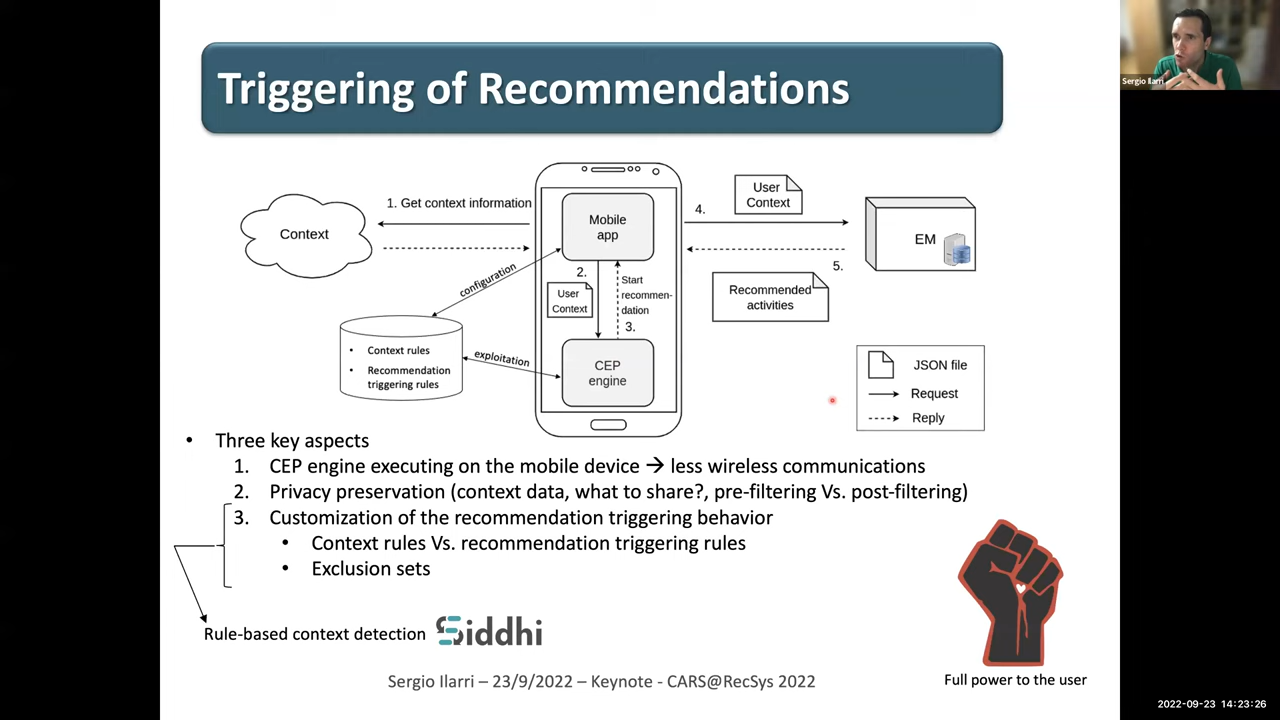 Triggering of Recommendations
Sergio Ilarri
Context
1. Get context information
Mobile
app
4.
User
Context
EM
configuration
2.
User
Context
Start
recommen-
dation
3.
5.
Recommended
activities
• Context rules
• Recommendation
triggering rules
exploitation
CEP
engine
JSON file
Request
Reply
• Three key aspects
1. CEP engine executing on the mobile device → less wireless communications
2. Privacy preservation (context data, what to share?, pre-filtering Vs. post-filtering)
3. Customization of the recommendation triggering behavior
• Context rules Vs. recommendation triggering rules
• Exclusion sets
Rule-based context detection
Siddhi
Sergio Ilarri – 23/9/2022 – Keynote - CARS@RecSys 2022
Full power to the user
2022-09-23 14:23:26